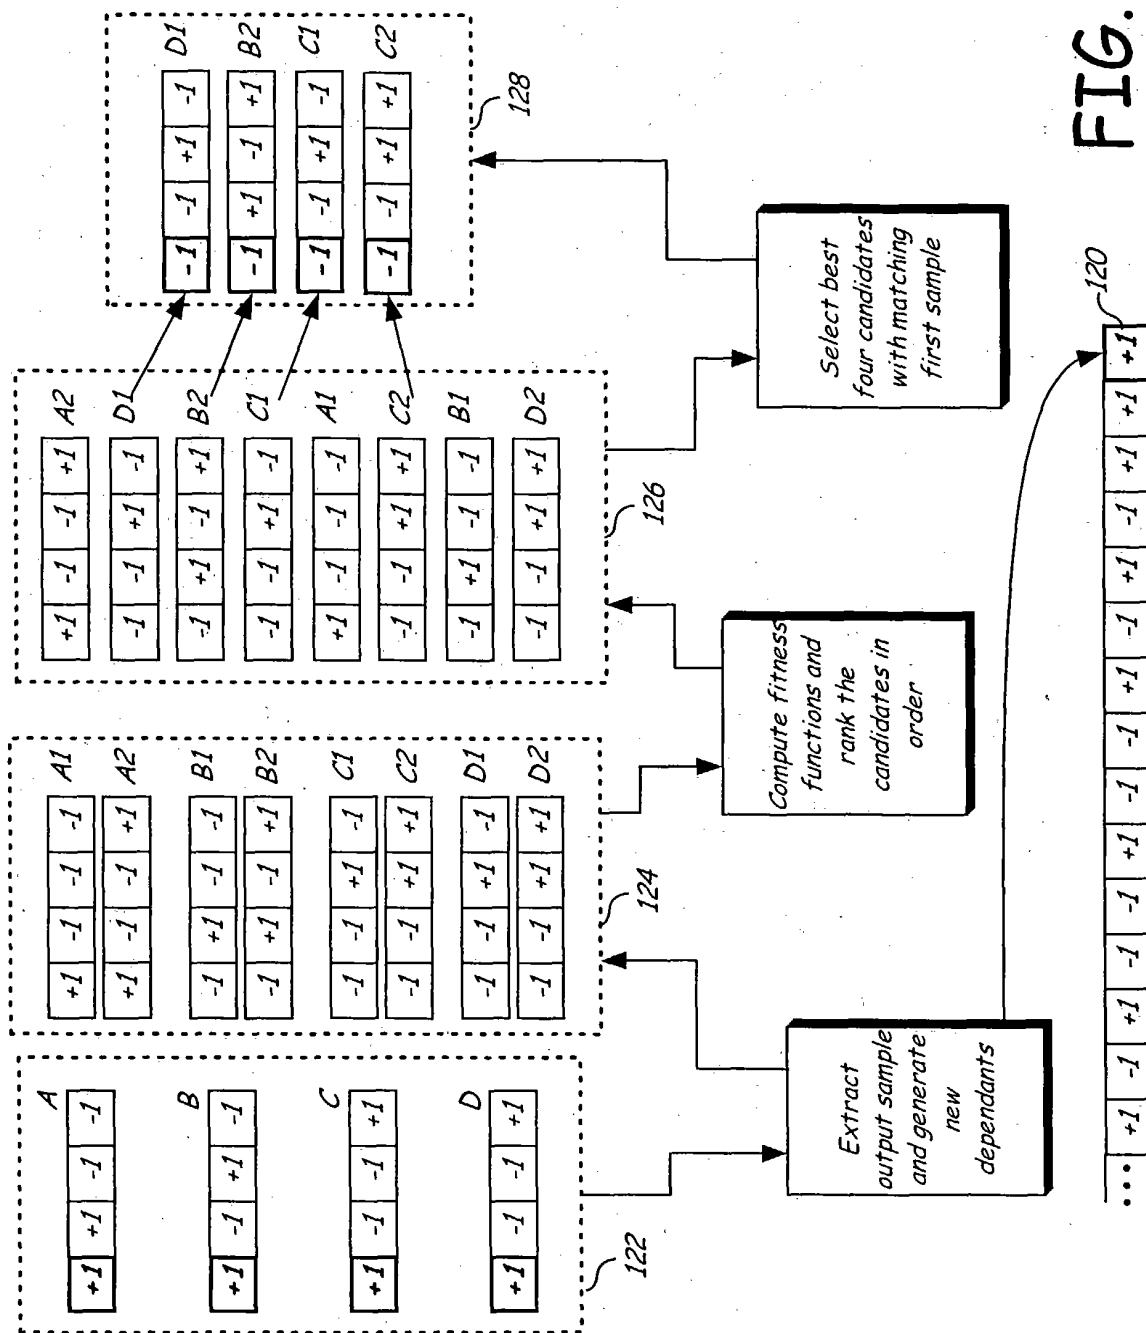 A
+1 +1 -1 -1
B
+1 -1 +1 -1
C
+1 -1 -1 +1
D
+1 -1 -1 +1
122
+1 -1 -1 -1 A1
+1 -1 -1 +1 A2
-1 +1 -1 -1 B1
-1 +1 -1 +1 B2
-1 -1 +1 -1 C1
-1 -1 +1 +1 C2
-1 -1 +1 -1 D1
-1 -1 +1 +1 D2
124
+1 -1 -1 +1 A2
-1 -1 +1 -1 D1
-1 +1 -1 +1 B2
-1 -1 +1 -1 C1
+1 -1 -1 -1 A1
-1 -1 +1 +1 C2
-1 +1 -1 -1 B1
-1 -1 +1 +1 D2
126
-1 -1 +1 -1 D1
-1 +1 -1 +1 B2
-1 -1 +1 -1 C1
-1 -1 +1 +1 C2
128
Extract
output sample
and generate
new
dependants
Compute fitness
functions and
rank the
candidates in
order
Select best
four candidates
with matching
first sample
... +1 -1 +1 -1 -1 +1 -1 -1 +1 -1 +1 -1 +1 +1 +1
120
FIG.